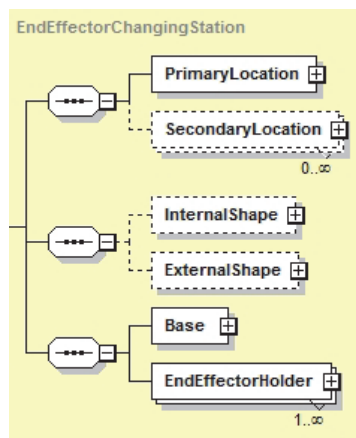 EndEffectorChangingStation
PrimaryLocation
SecondaryLocation
0..∞
InternalShape
ExternalShape
Base
EndEffectorHolder
1..∞